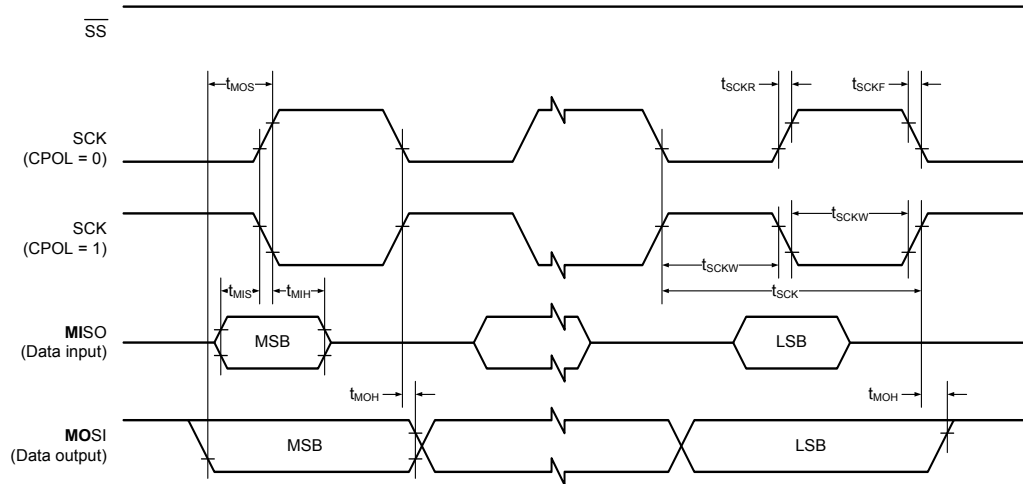 SS
tMOS
tSCKR
tSCKF
SCK
(CPOL = 0)
SCK
(CPOL = 1)
tSCKW
tSCKW
tMIS
tMIH
tSCK
MISO
(Data input)
MSB
LSB
tMOH
tMOH
MOSI
(Data output)
MSB
LSB